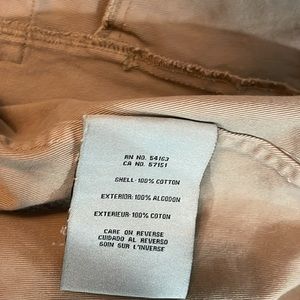 RN NO. 54163
CA NO. 57151
SHELL: 100% COTTON
EXTERIOR: 100% ALGODON
EXTERIEUR: 100% COTON
CARE ON REVERSE
CUIDADO AL REVERSO
SOIN SUR L'INVERSE